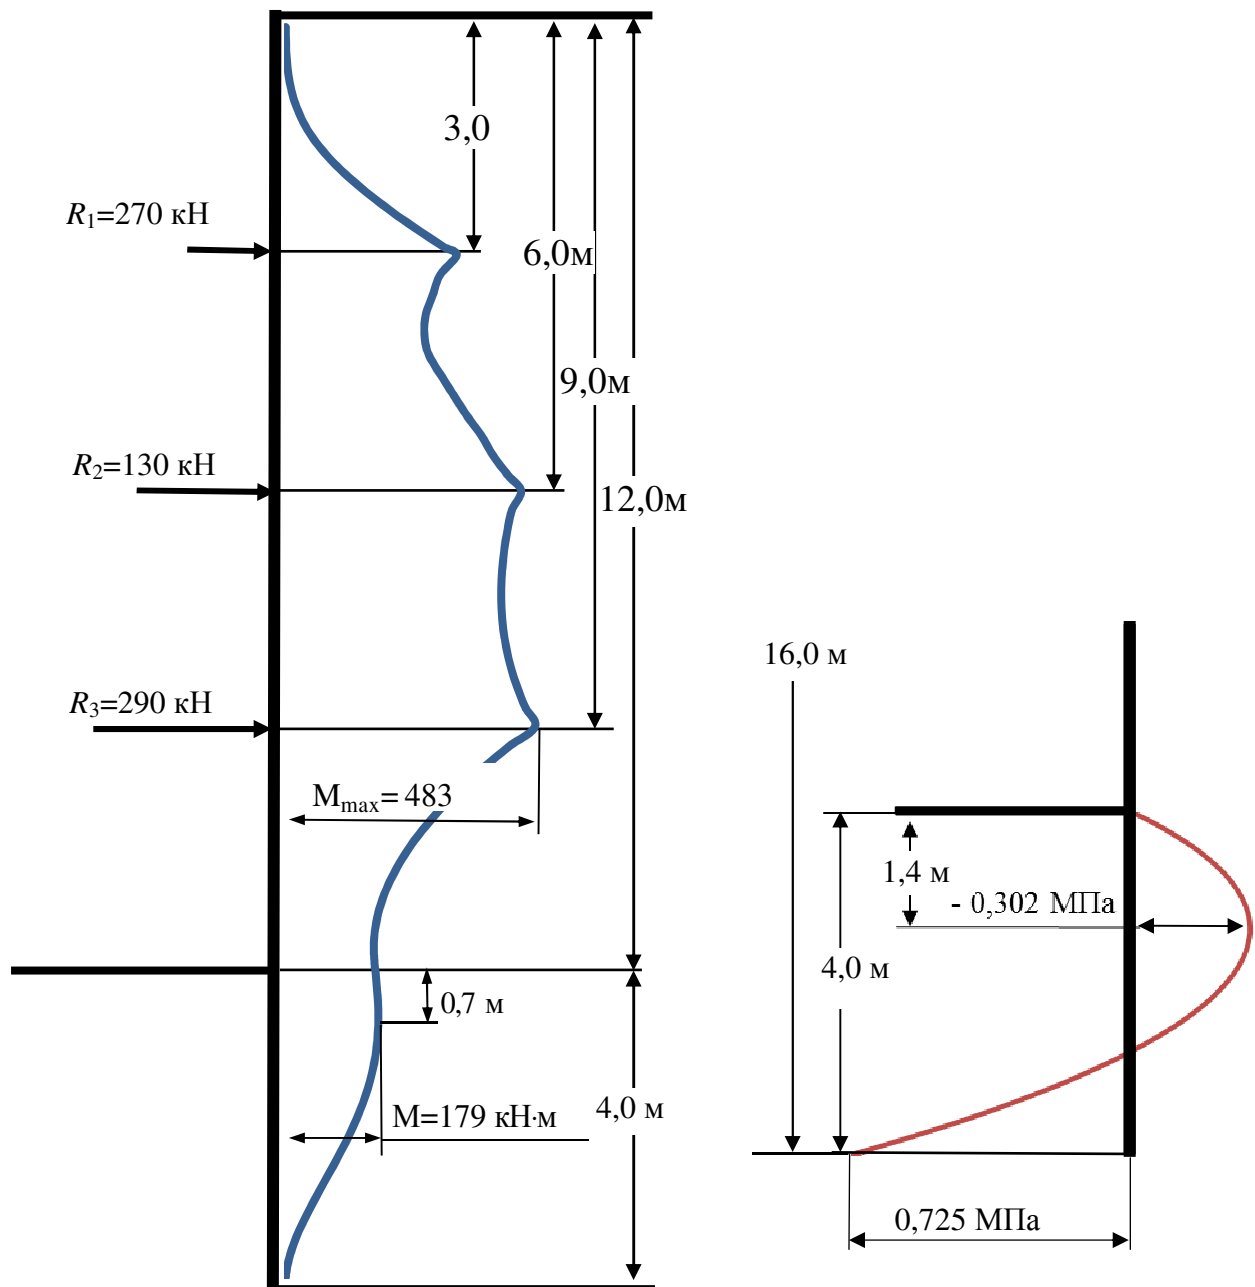 3,0
R₁=270 кН
6,0м
9,0м
R₂=130 кН
12,0м
16,0 м
R₃=290 кН
Mmax= 483
1,4 м
- 0,302 МПа
4,0 м
0,7 м
M=179 кН·м
4,0 м
0,725 МПа